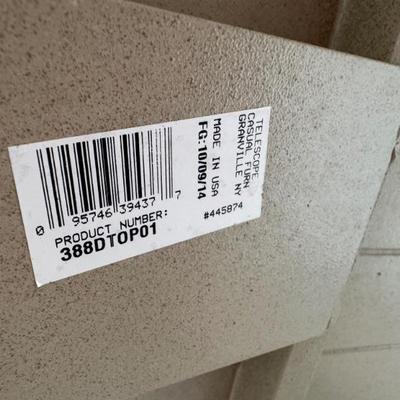 TELESCOPE
CASUAL FURN
GRANVILLE NY
MADE IN USA
FG:10/09/14
0 95746 39437 7
PRODUCT NUMBER:
388DTOP01
#445874